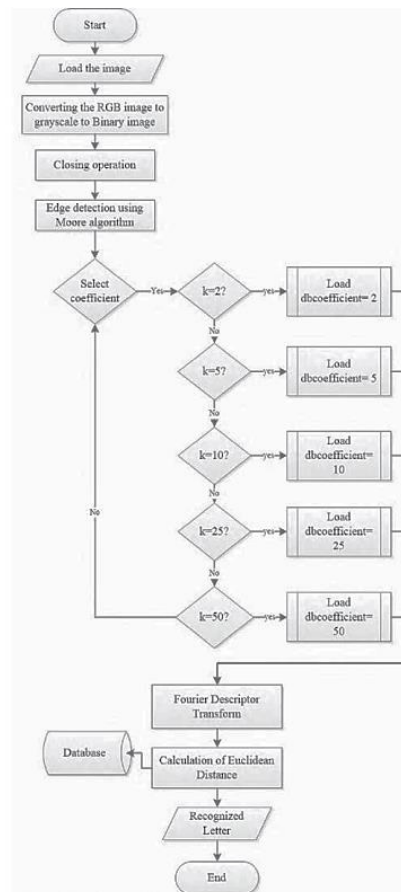 Start
Load the image
Converting the RGB image to
grayscale to Binary image
Closing operation
Edge detection using
Moore algorithm
Select
coefficient
Yes
k=2?
yes
Load
dbcoefficient= 2
No
k=5?
yes
Load
dbcoefficient= 5
No
k=10?
yes
Load
dbcoefficient=
10
No
k=25?
yes
Load
dbcoefficient=
25
No
k=50?
yes
Load
dbcoefficient=
50
No
Fourier Descriptor
Transform
Database
Calculation of Euclidean
Distance
Recognized
Letter
End